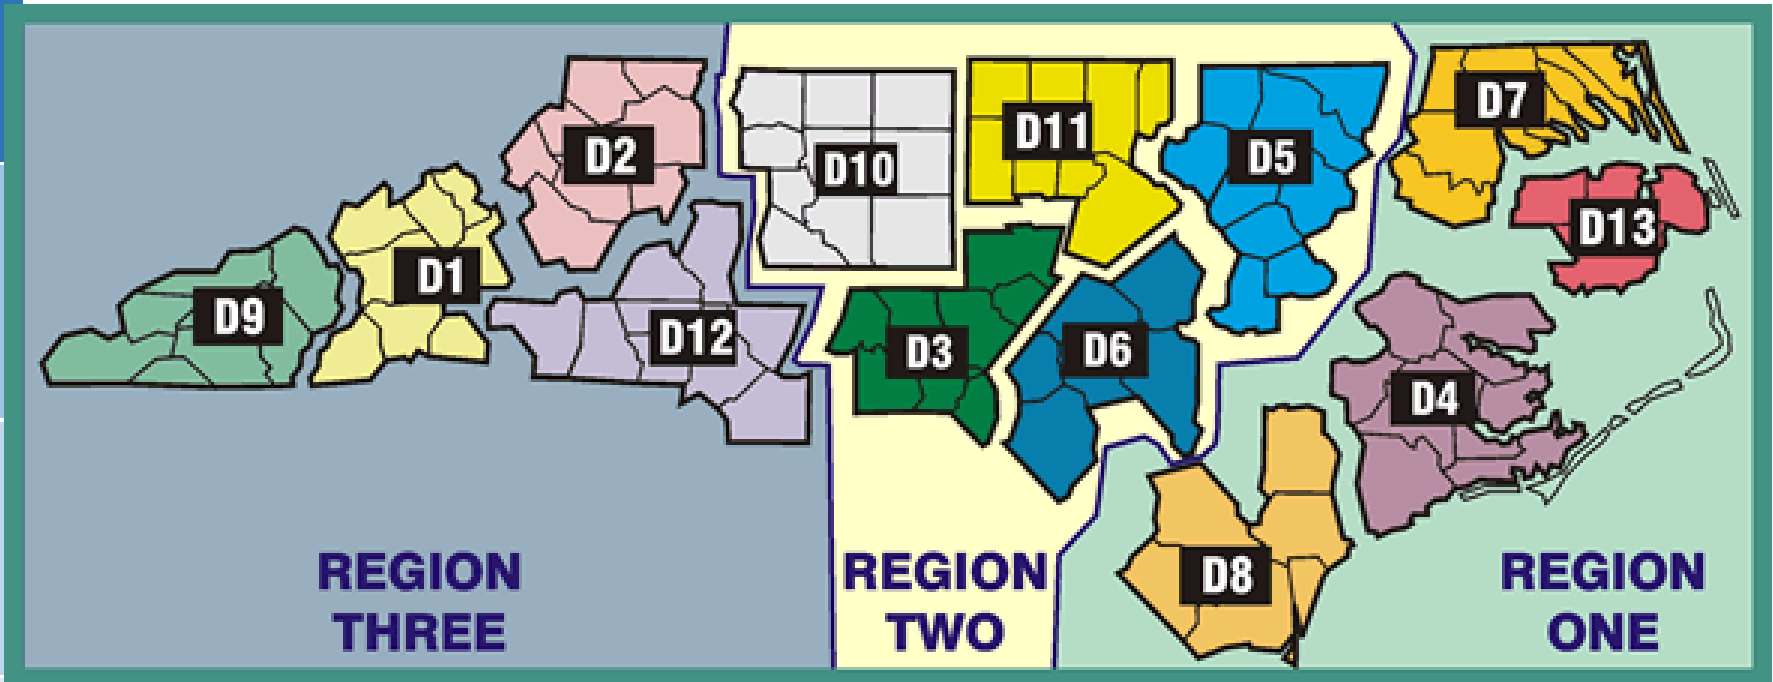 D9
D1
D2
D12
D10
D11
D3
D6
D5
D7
D13
D4
D8
REGION
THREE
REGION
TWO
REGION
ONE